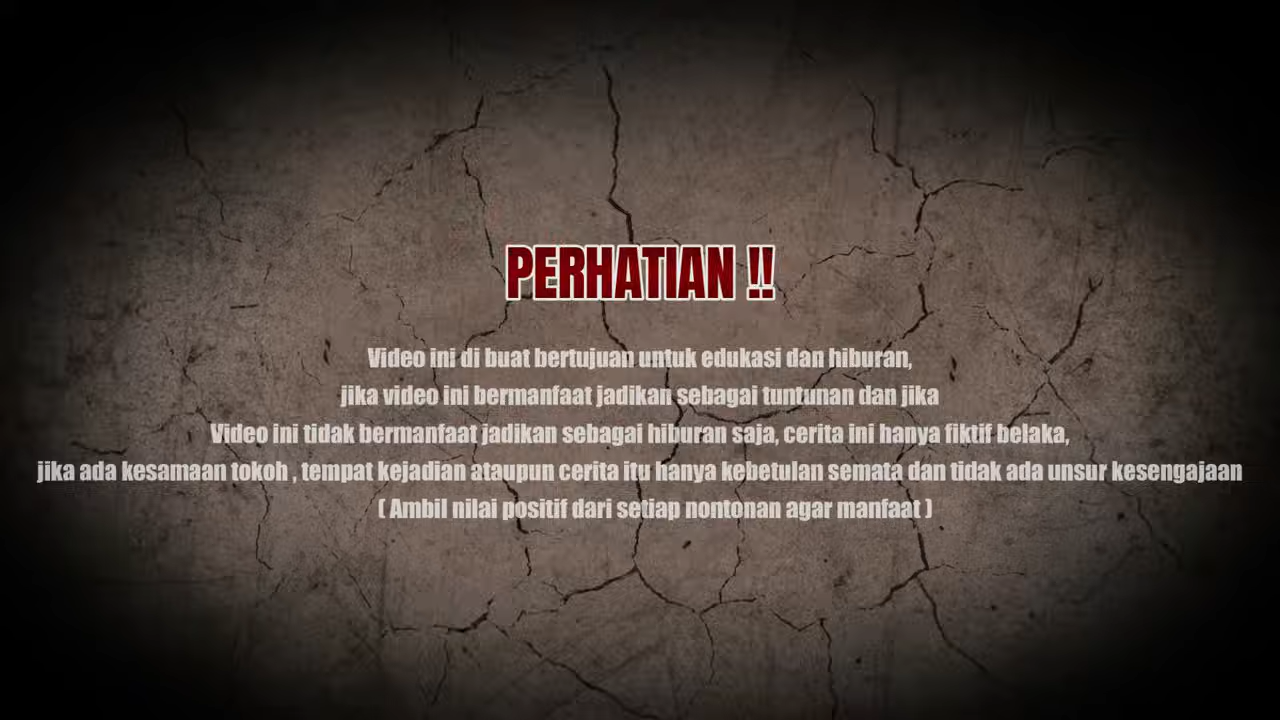 PERHATIAN !!
Video ini di buat bertujuan untuk edukasi dan hiburan,
jika video ini bermanfaat jadikan sebagai tuntunan dan jika
Video ini tidak bermanfaat jadikan sebagai hiburan saja, cerita ini hanya fiktif belaka,
jika ada kesamaan tokoh , tempat kejadian ataupun cerita itu hanya kebetulan semata dan tidak ada unsur kesengajaan
( Ambil nilai positif dari setiap nontonan agar manfaat )